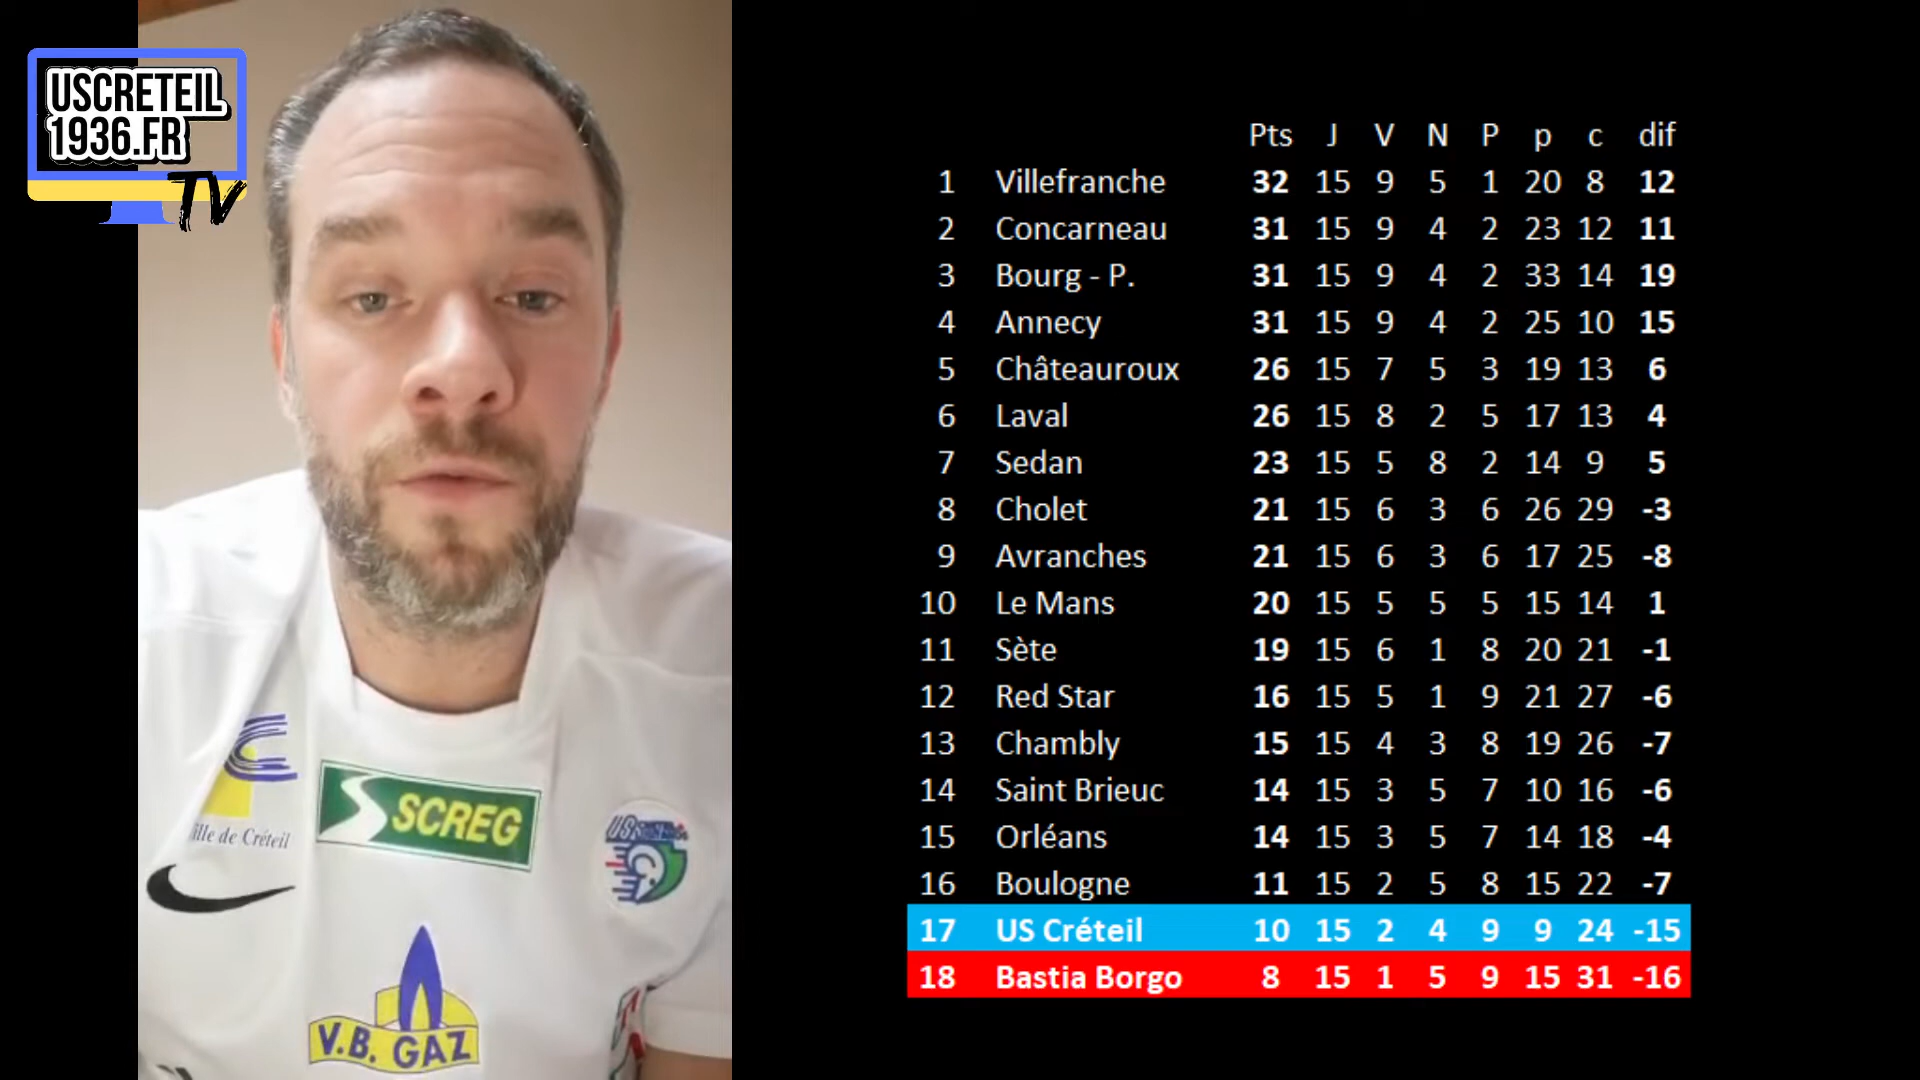 USCRETEIL
1936.FR
TV
Ville de Créteil
SCREG
US
V.B. GAZ
Pts J V N P p c dif
1 Villefranche 32 15 9 5 1 20 8 12
2 Concarneau 31 15 9 4 2 23 12 11
3 Bourg - P. 31 15 9 4 2 33 14 19
4 Annecy 31 15 9 4 2 25 10 15
5 Châteauroux 26 15 7 5 3 19 13 6
6 Laval 26 15 8 2 5 17 13 4
7 Sedan 23 15 5 8 2 14 9 5
8 Cholet 21 15 6 3 6 26 29 -3
9 Avranches 21 15 6 3 6 17 25 -8
10 Le Mans 20 15 5 5 5 15 14 1
11 Sète 19 15 6 1 8 20 21 -1
12 Red Star 16 15 5 1 9 21 27 -6
13 Chambly 15 15 4 3 8 19 26 -7
14 Saint Brieuc 14 15 3 5 7 10 16 -6
15 Orléans 14 15 3 5 7 14 18 -4
16 Boulogne 11 15 2 5 8 15 22 -7
17 US Créteil 10 15 2 4 9 9 24 -15
18 Bastia Borgo 8 15 1 5 9 15 31 -16